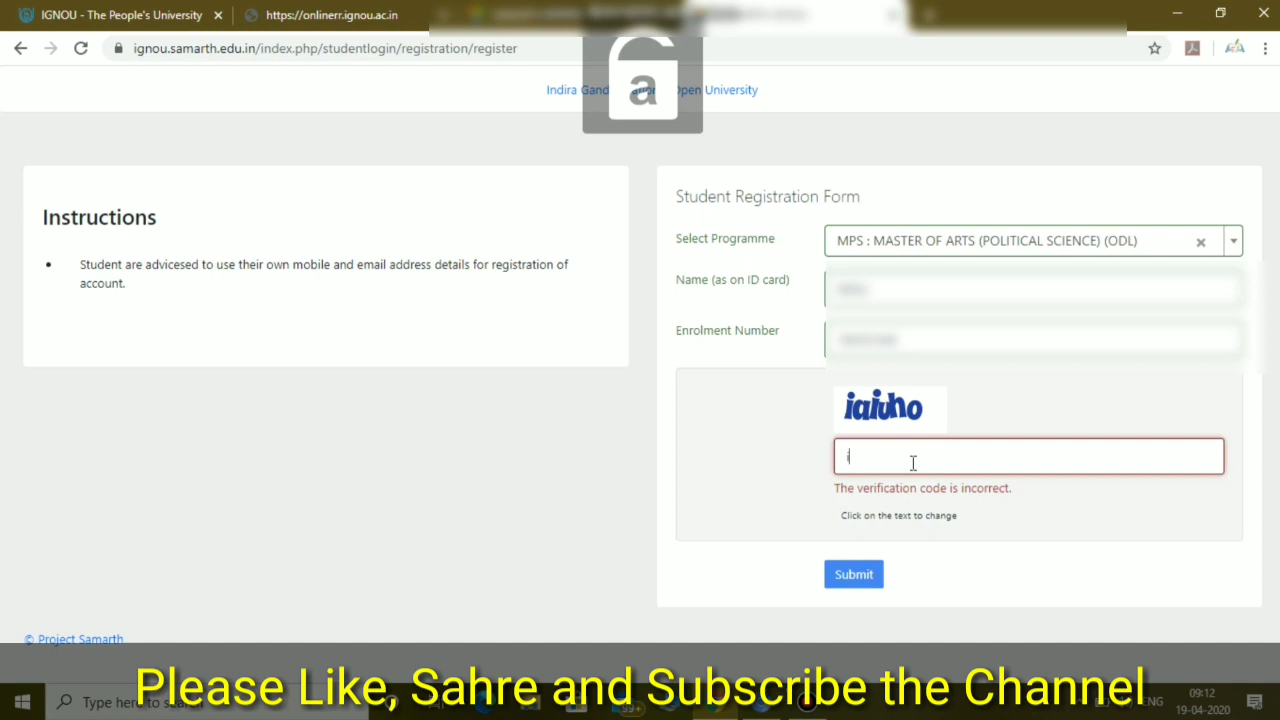 IGNOU - The People's University
https://onlinerr.ignou.ac.in
ignou.samarth.edu.in/index.php/studentlogin/registration/register
a
Indira Gand Open University
Instructions
Student are advicesed to use their own mobile and email address details for registration of
account.
Student Registration Form
Select Programme
MPS : MASTER OF ARTS (POLITICAL SCIENCE) (ODL)
Name (as on ID card)
Enrolment Number
iaiuho
i
The verification code is incorrect.
Click on the text to change
Submit
© Project Samarth
Please Like, Sahre and Subscribe the Channel
Type here to search
99+
ENG
09:12
19-04-2020